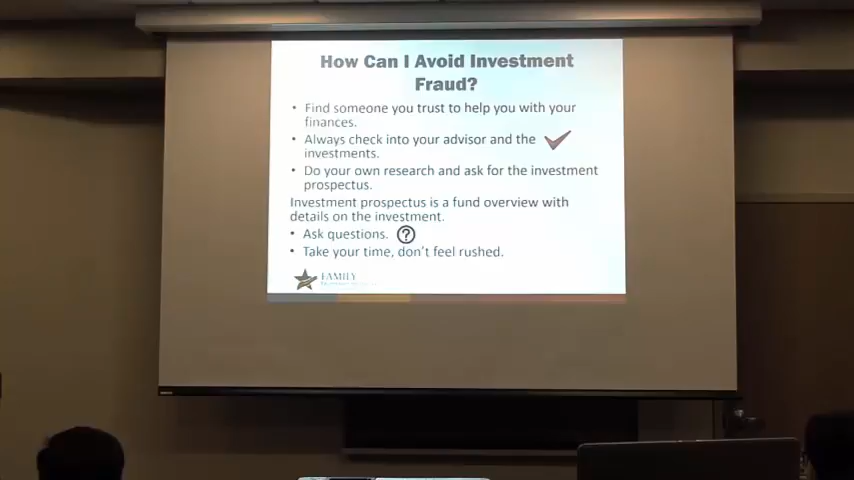 How Can I Avoid Investment
Fraud?
• Find someone you trust to help you with your
finances.
• Always check into your advisor and the
investments.
• Do your own research and ask for the investment
prospectus.
Investment prospectus is a fund overview with
details on the investment.
• Ask questions. ?
• Take your time, don't feel rushed.
FAMILY